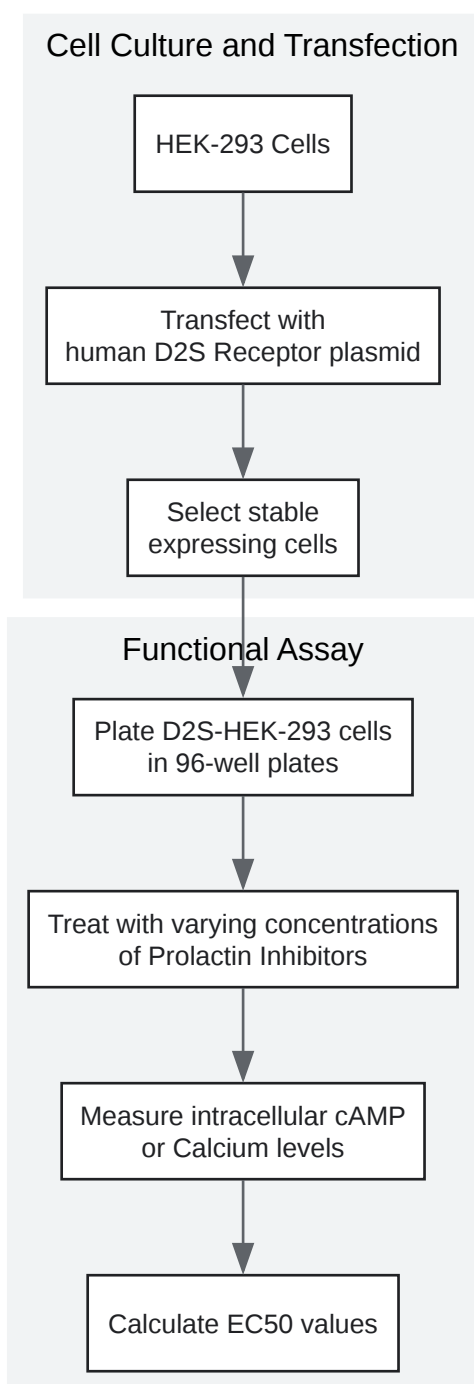 Cell Culture and Transfection
HEK-293 Cells
Transfect with
human D2S Receptor plasmid
Select stable
expressing cells
Functional Assay
Plate D2S-HEK-293 cells
in 96-well plates
Treat with varying concentrations
of Prolactin Inhibitors
Measure intracellular cAMP
or Calcium levels
Calculate EC50 values